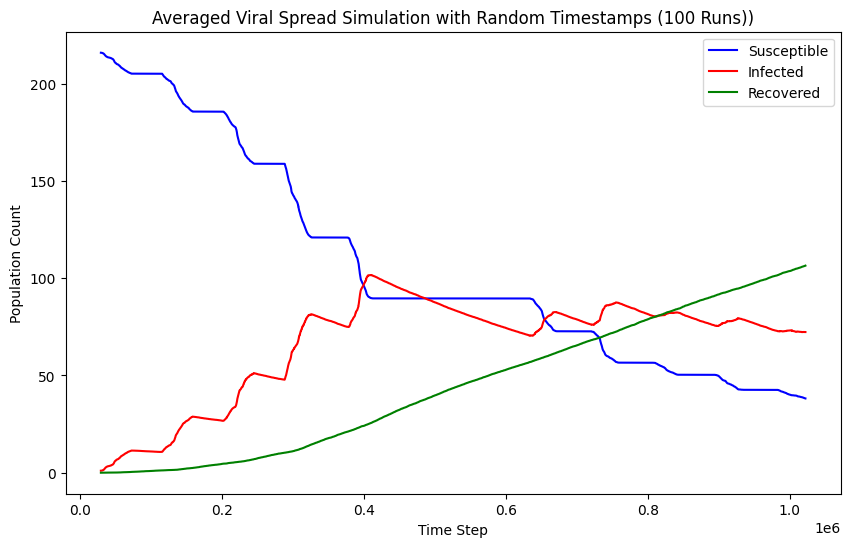 Averaged Viral Spread Simulation with Random Timestamps (100 Runs))
Susceptible
Infected
Recovered
Population Count
200
150
100
50
0
0.0 0.2 0.4 0.6 0.8 1.0
1e6
Time Step